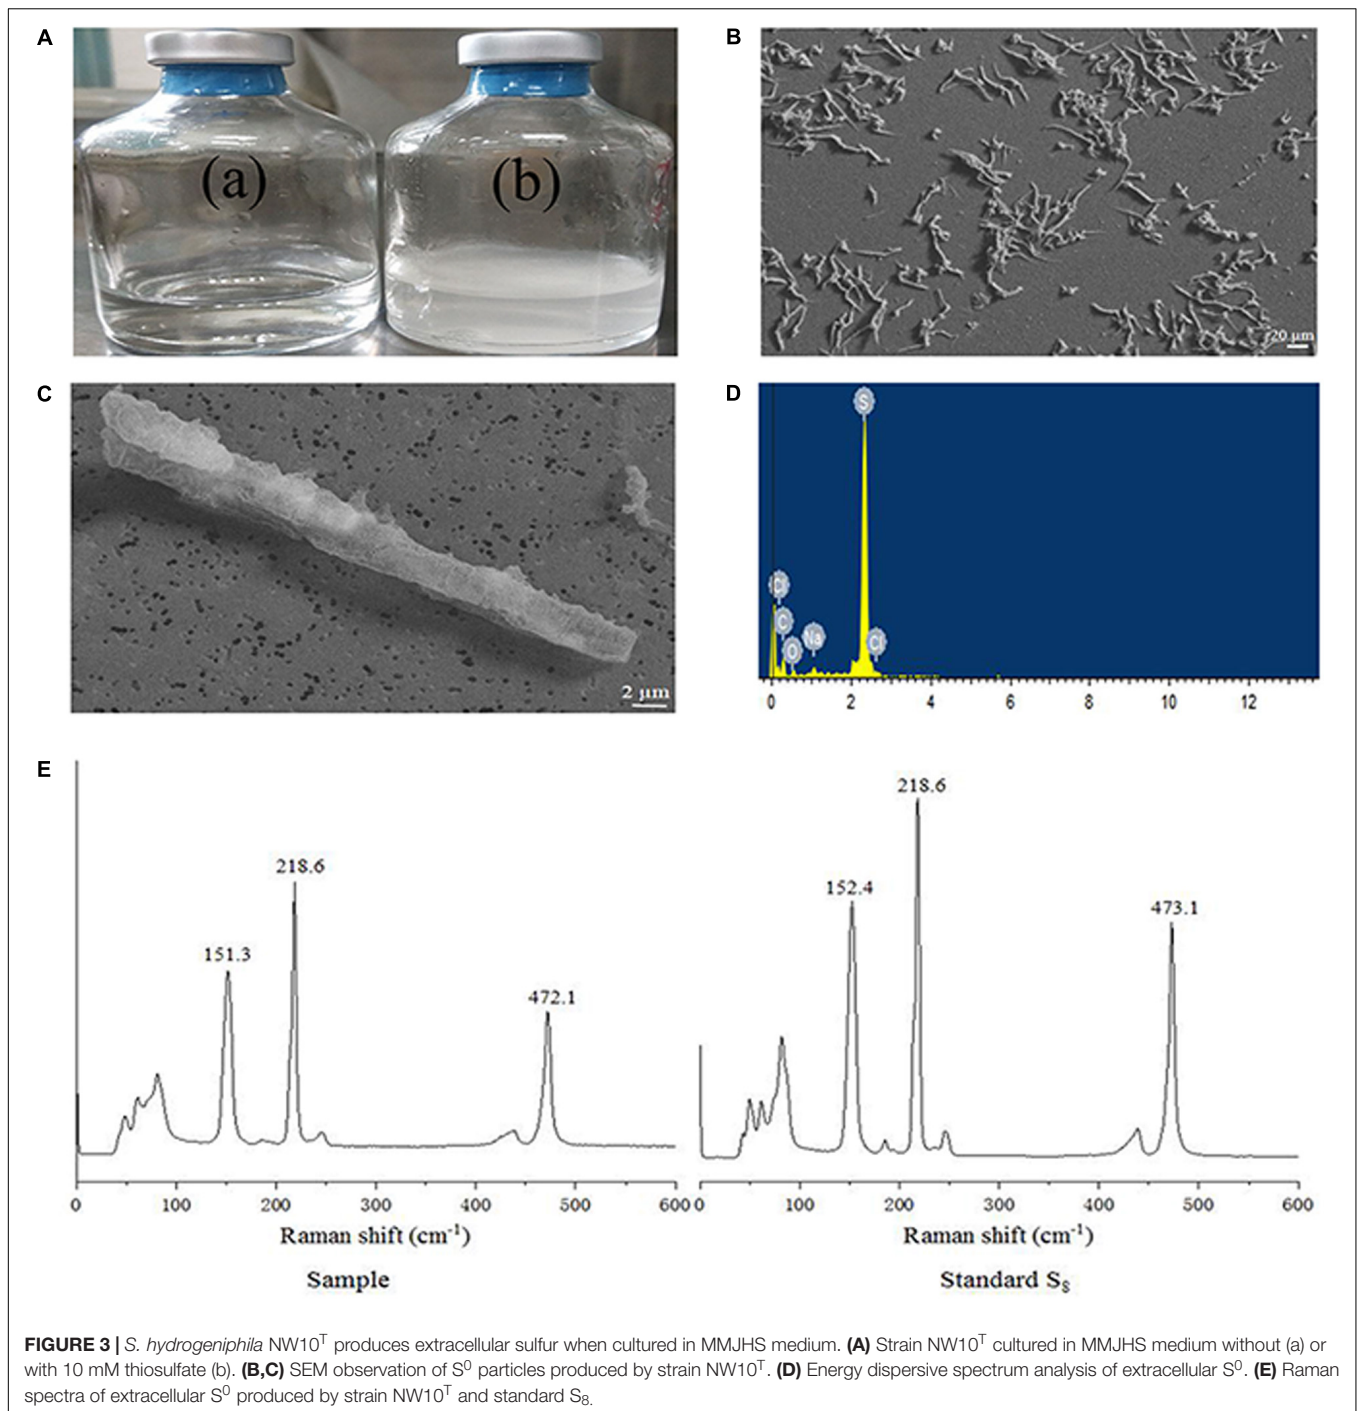 A
(a)
(b)
B
20 μm
C
2 μm
D
S
Cl
C
O
Na
Cl
0 2 4 6 8 10 12
E
218.6
151.3
472.1
0 100 200 300 400 500 600
Raman shift (cm⁻¹)
Sample
218.6
152.4
473.1
0 100 200 300 400 500 600
Raman shift (cm⁻¹)
Standard S₈
FIGURE 3 | S. hydrogeniphila NW10ᵀ produces extracellular sulfur when cultured in MMJHS medium. (A) Strain NW10ᵀ cultured in MMJHS medium without (a) or
with 10 mM thiosulfate (b). (B,C) SEM observation of S⁰ particles produced by strain NW10ᵀ. (D) Energy dispersive spectrum analysis of extracellular S⁰. (E) Raman
spectra of extracellular S⁰ produced by strain NW10ᵀ and standard S₈.